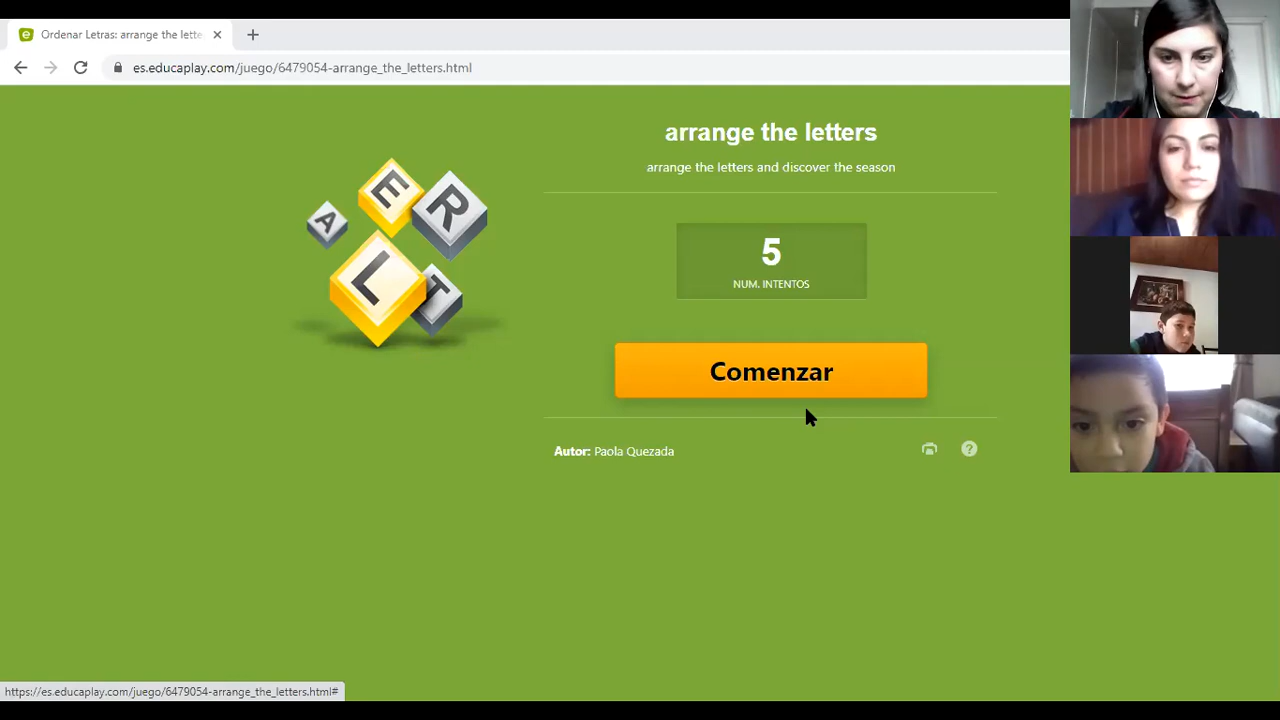 Ordenar Letras: arrange the lette
es.educaplay.com/juego/6479054-arrange_the_letters.html
arrange the letters
arrange the letters and discover the season
A
E
R
L
T
5
NUM. INTENTOS
Comenzar
Autor: Paola Quezada
?
https://es.educaplay.com/juego/6479054-arrange_the_letters.html#